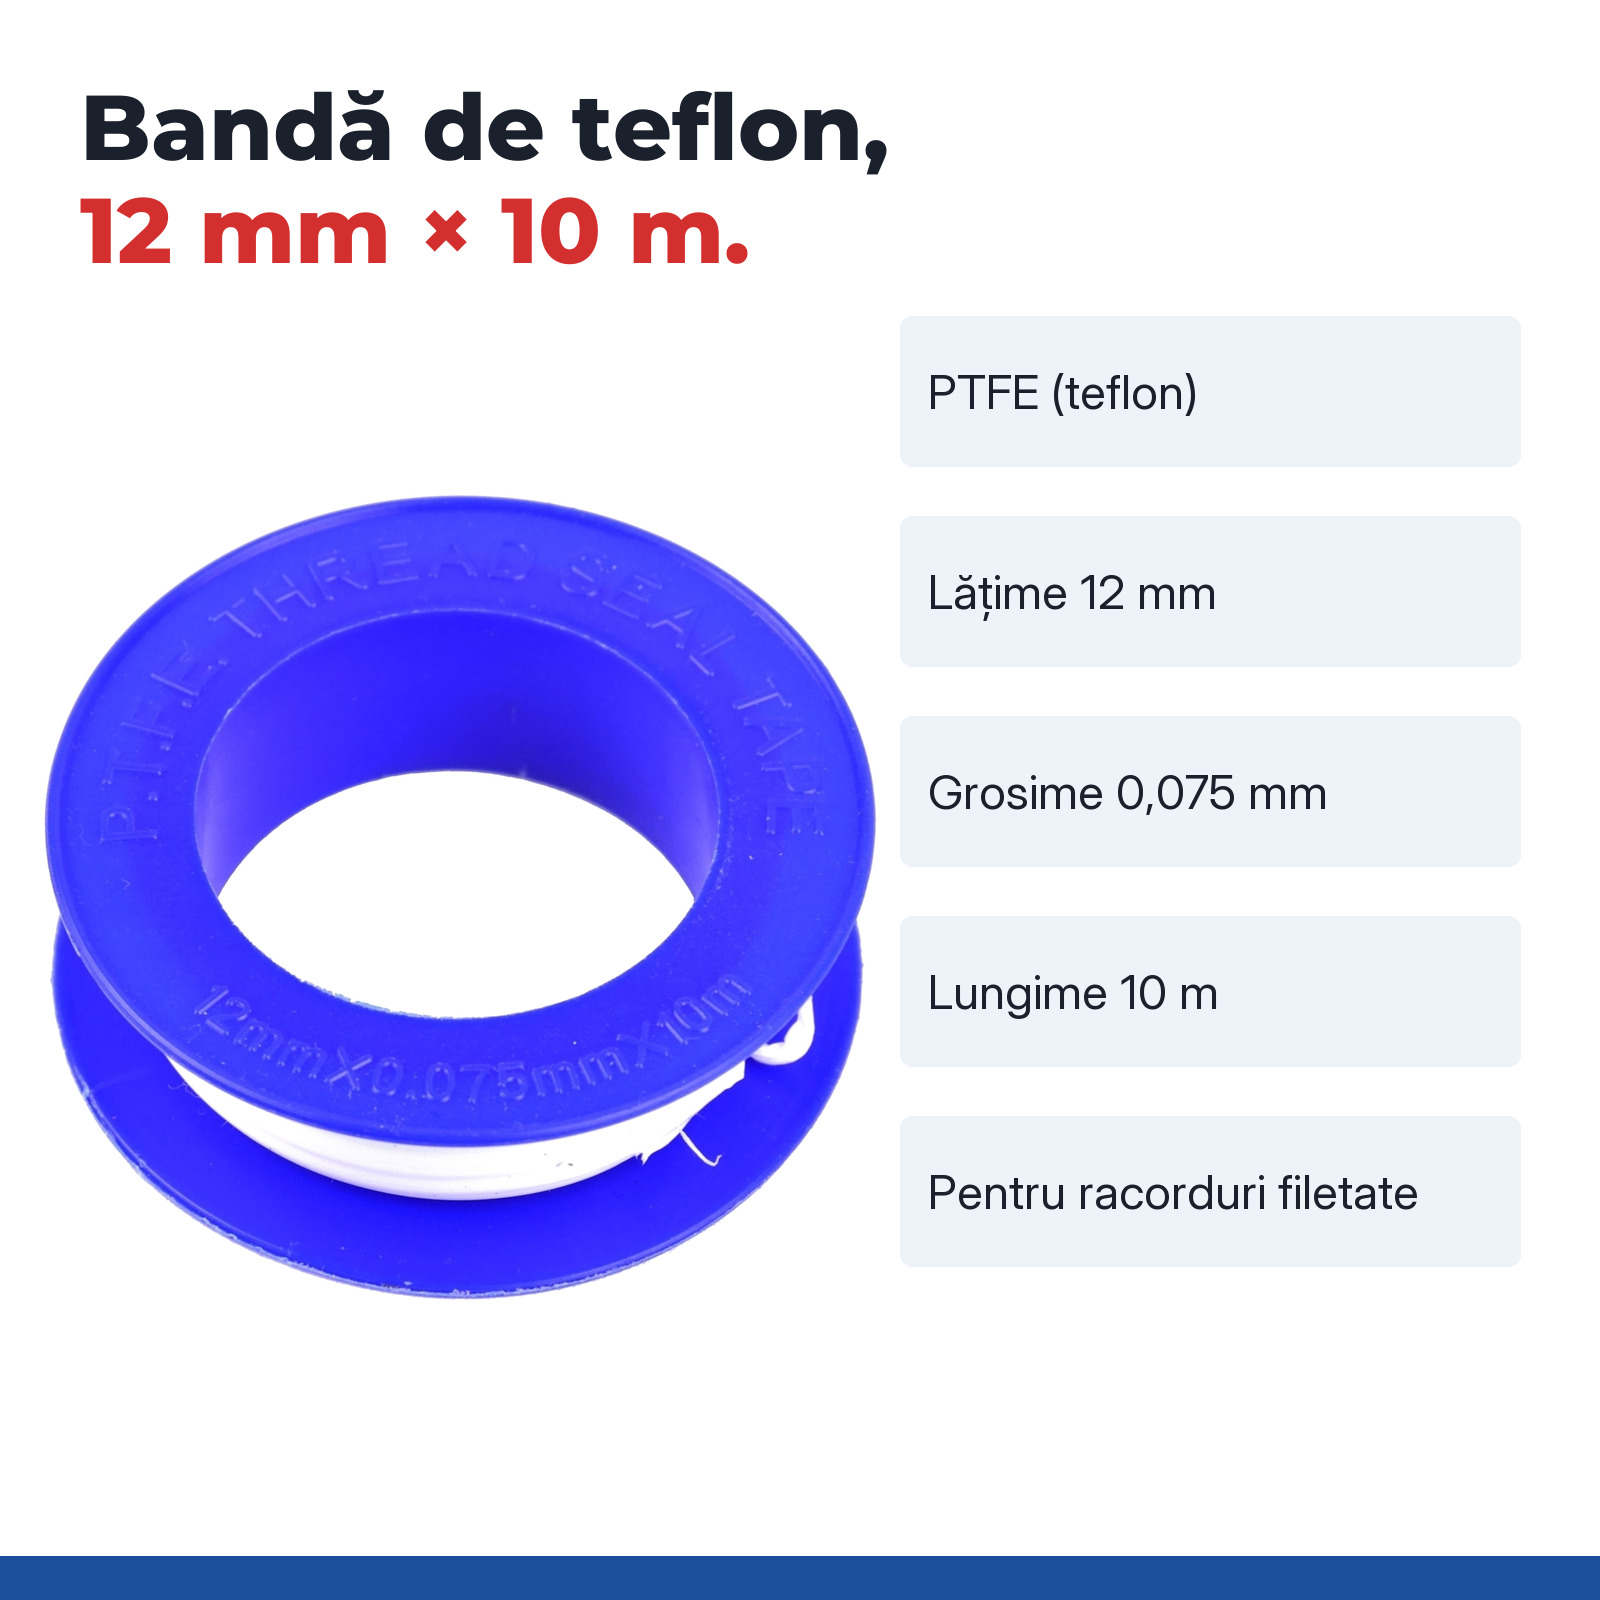 Bandă de teflon,
12 mm × 10 m.
PTFE (teflon)
Lățime 12 mm
Grosime 0,075 mm
Lungime 10 m
Pentru racorduri filetate
P.T.F.E. THREAD SEAL TAPE
12mmX0.075mmX10m